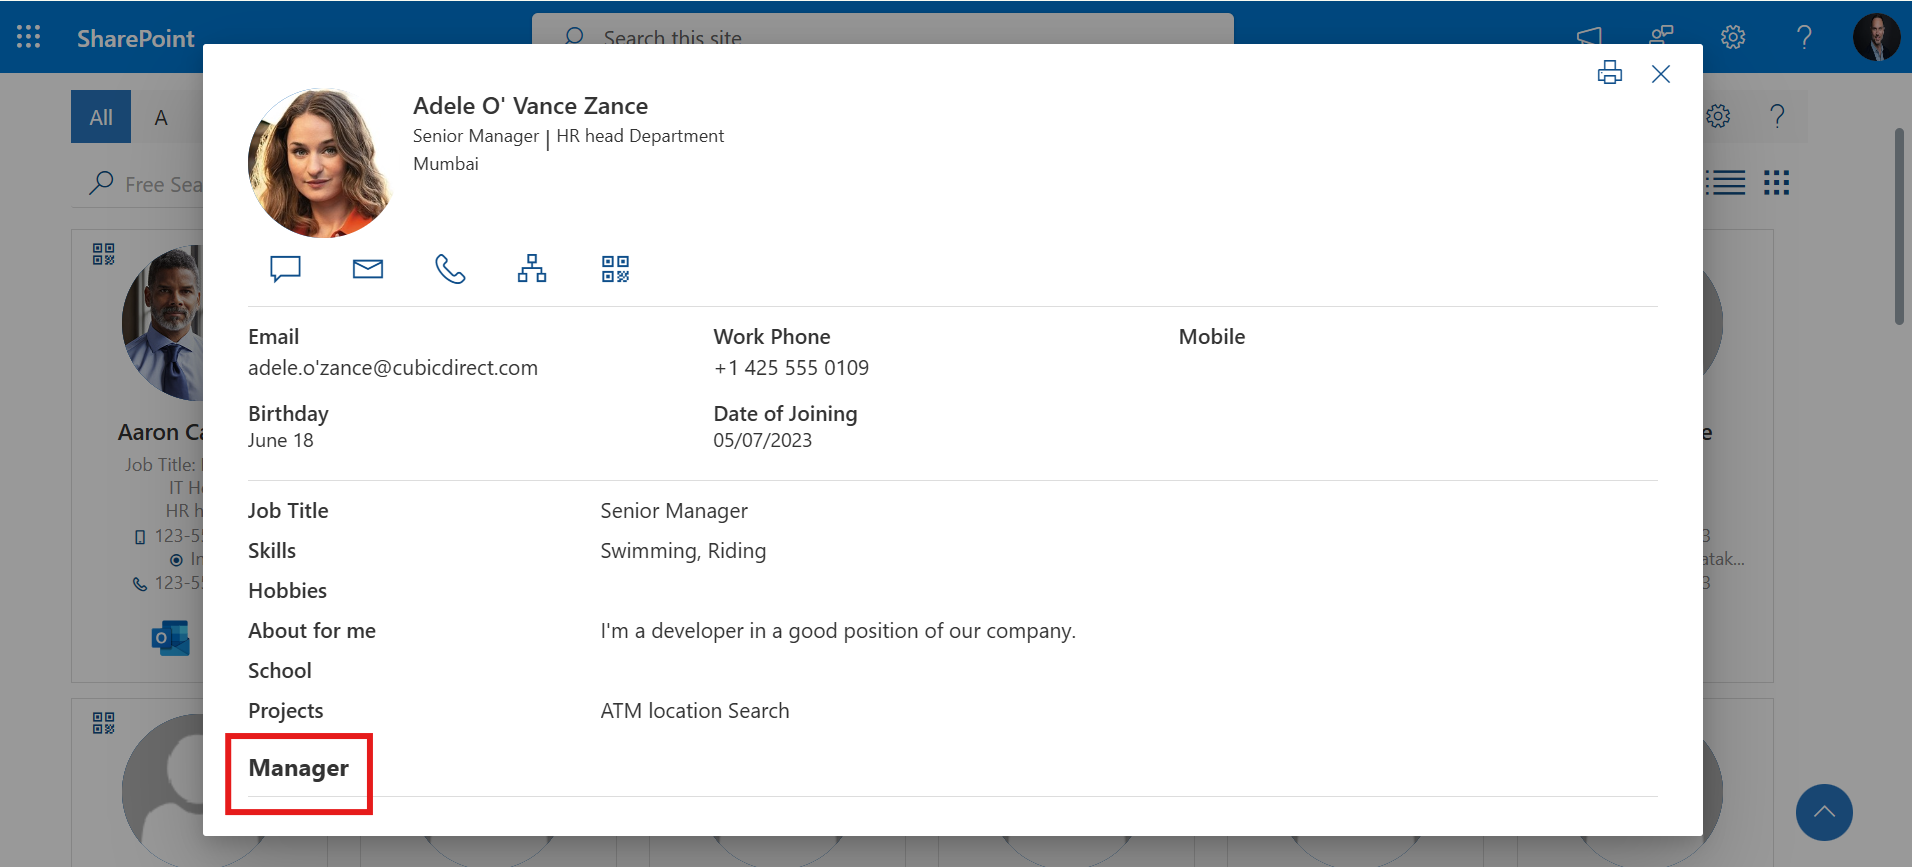 SharePoint
Search this site
All
A
Free Sea
Adele O' Vance Zance
Senior Manager | HR head Department
Mumbai
Email
adele.o'zance@cubicdirect.com
Work Phone
+1 425 555 0109
Mobile
Birthday
June 18
Date of Joining
05/07/2023
Job Title
Senior Manager
Skills
Swimming, Riding
Hobbies
About for me
I'm a developer in a good position of our company.
School
Projects
ATM location Search
Manager
Aaron Ca
Job Title:
IT He
HR h
123-55
In
123-55
e
3
atak...
3